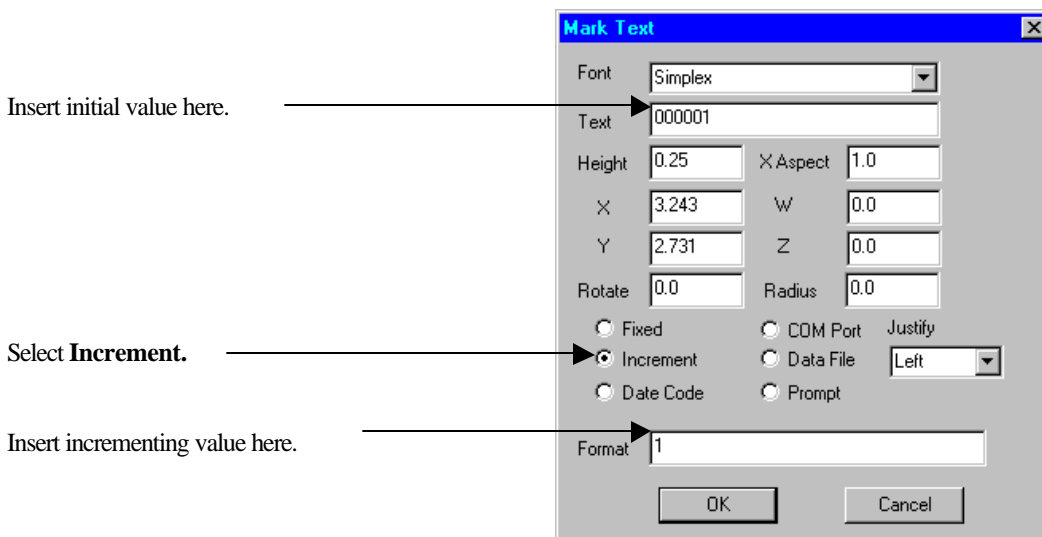 Mark Text
Font Simplex
Insert initial value here.
Text 000001
Height 0.25 X Aspect 1.0
X 3.243 W 0.0
Y 2.731 Z 0.0
Rotate 0.0 Radius 0.0
Fixed COM Port Justify
Select Increment.
Increment Data File Left
Date Code Prompt
Insert incrementing value here.
Format 1
OK Cancel